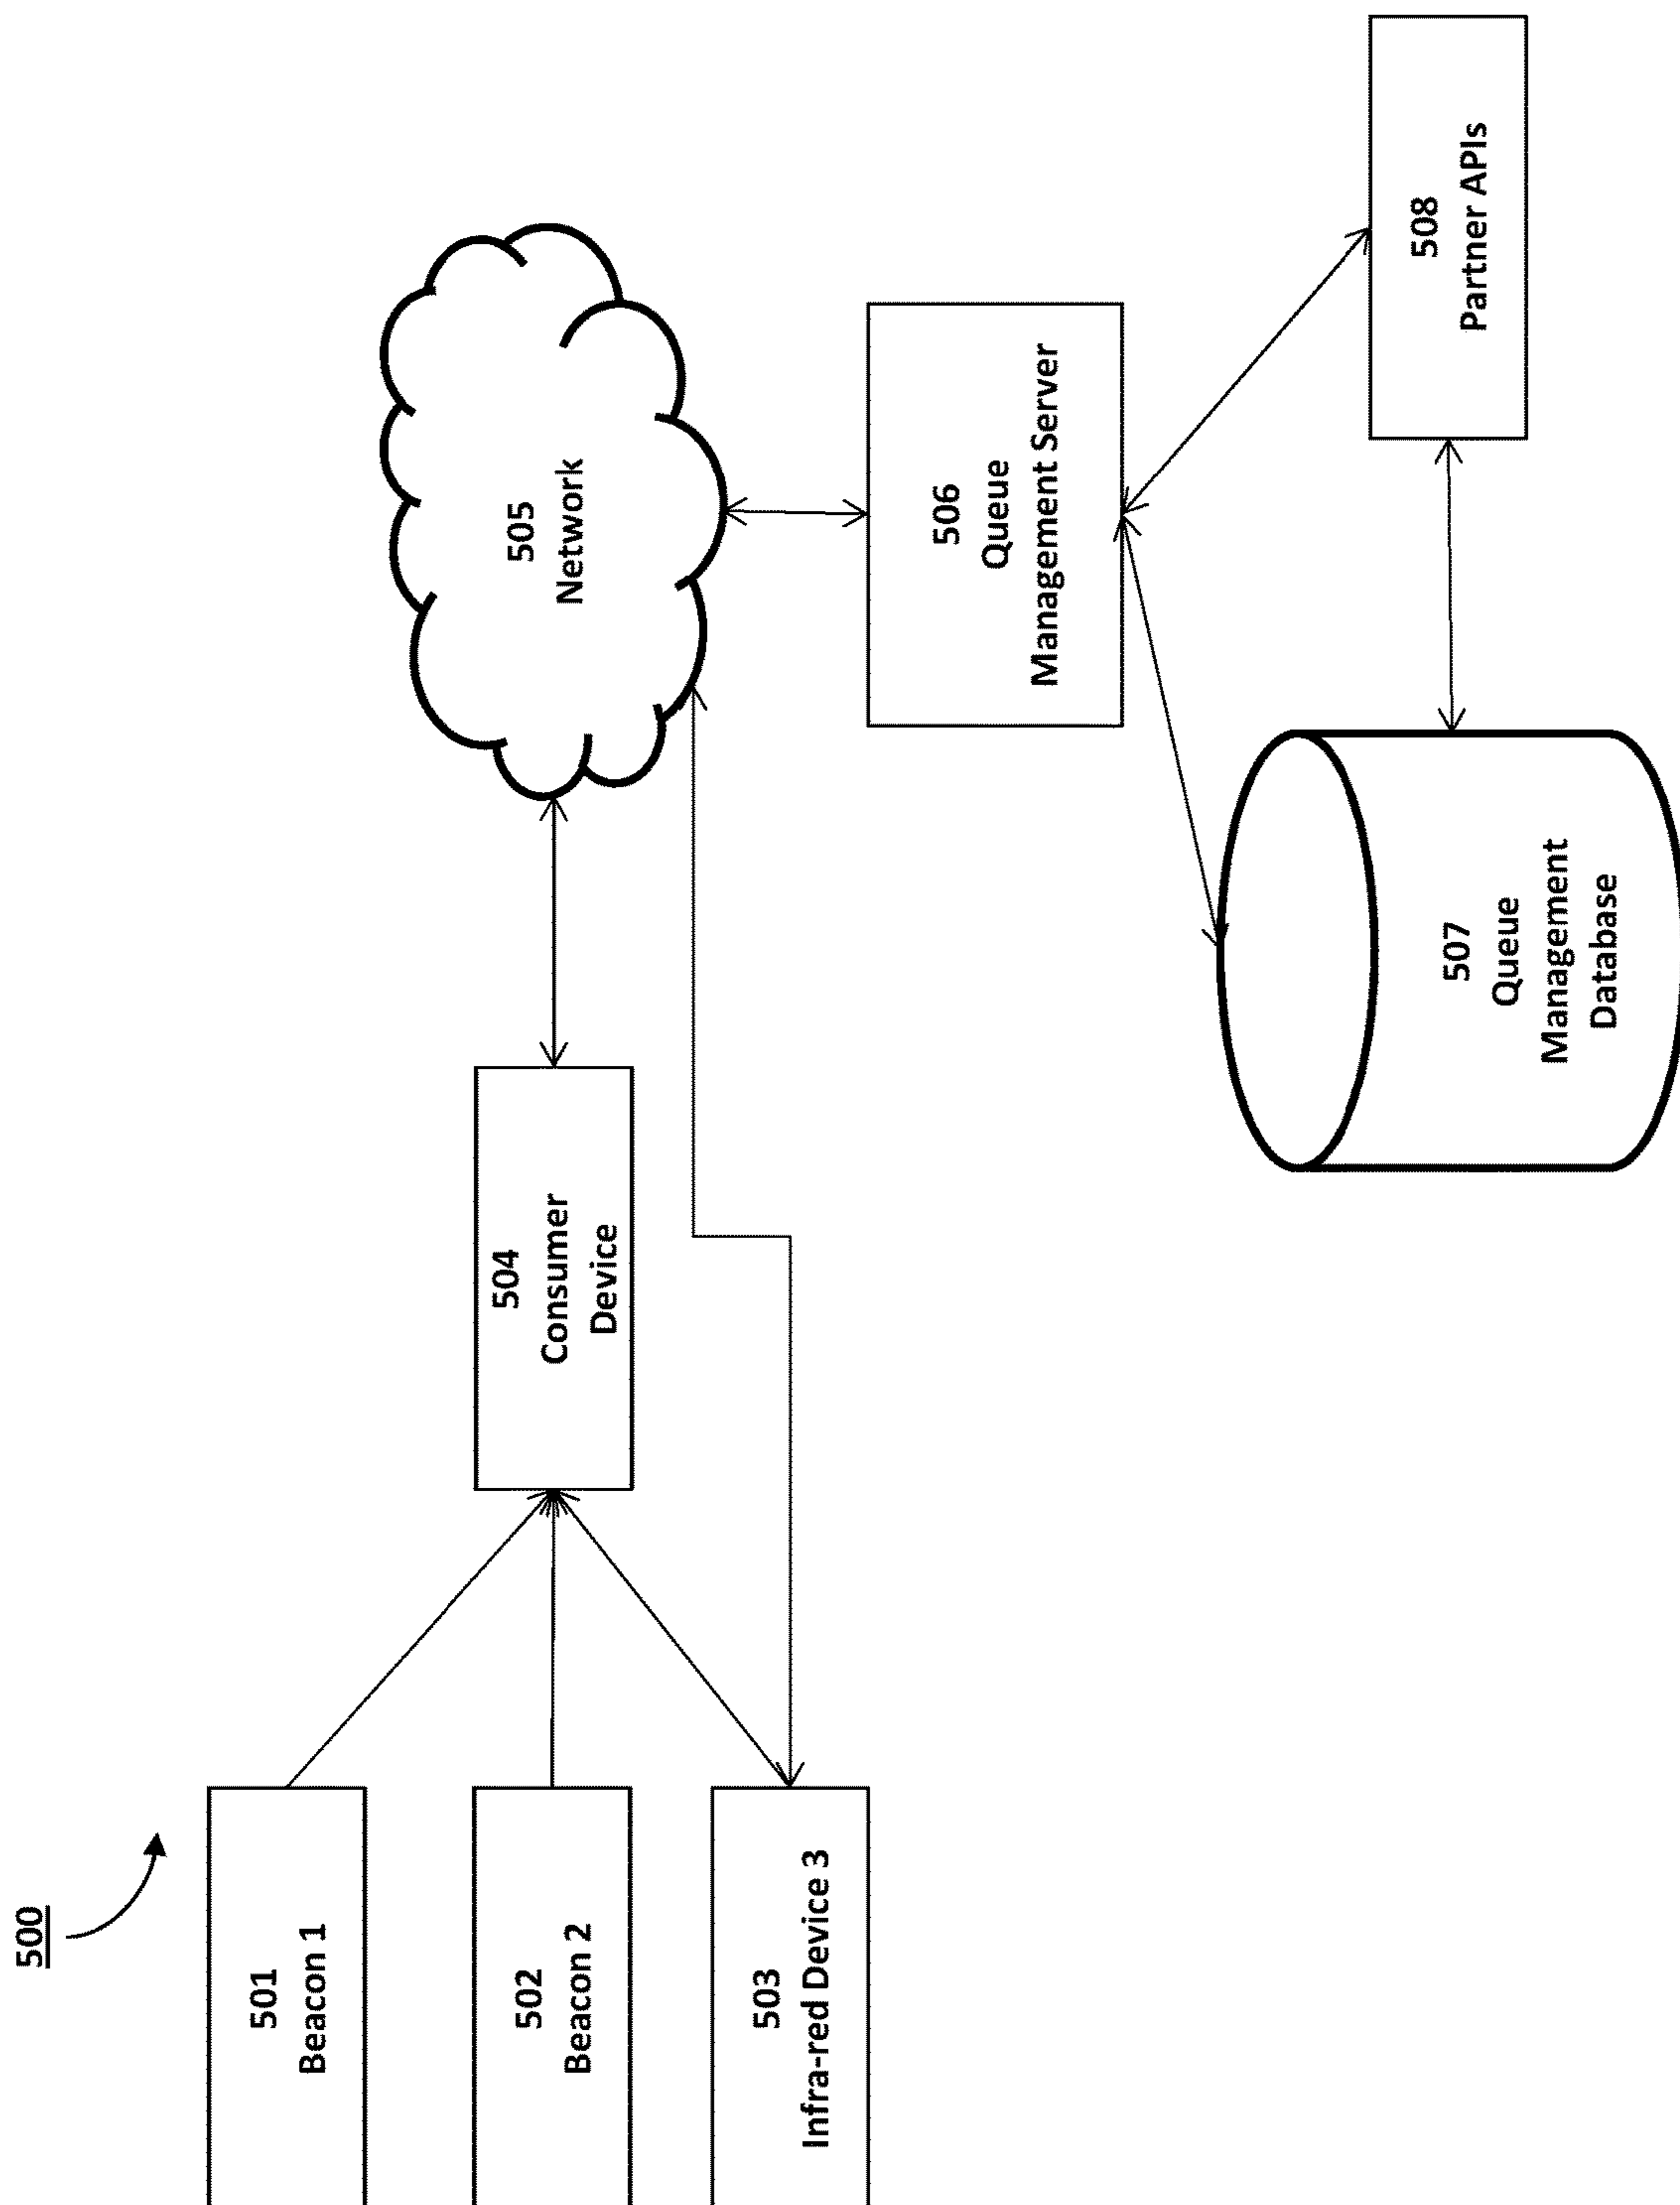 500
501
Beacon 1
502
Beacon 2
503
Infra-red Device 3
504
Consumer
Device
505
Network
506
Queue
Management Server
507
Queue
Management
Database
508
Partner APIs